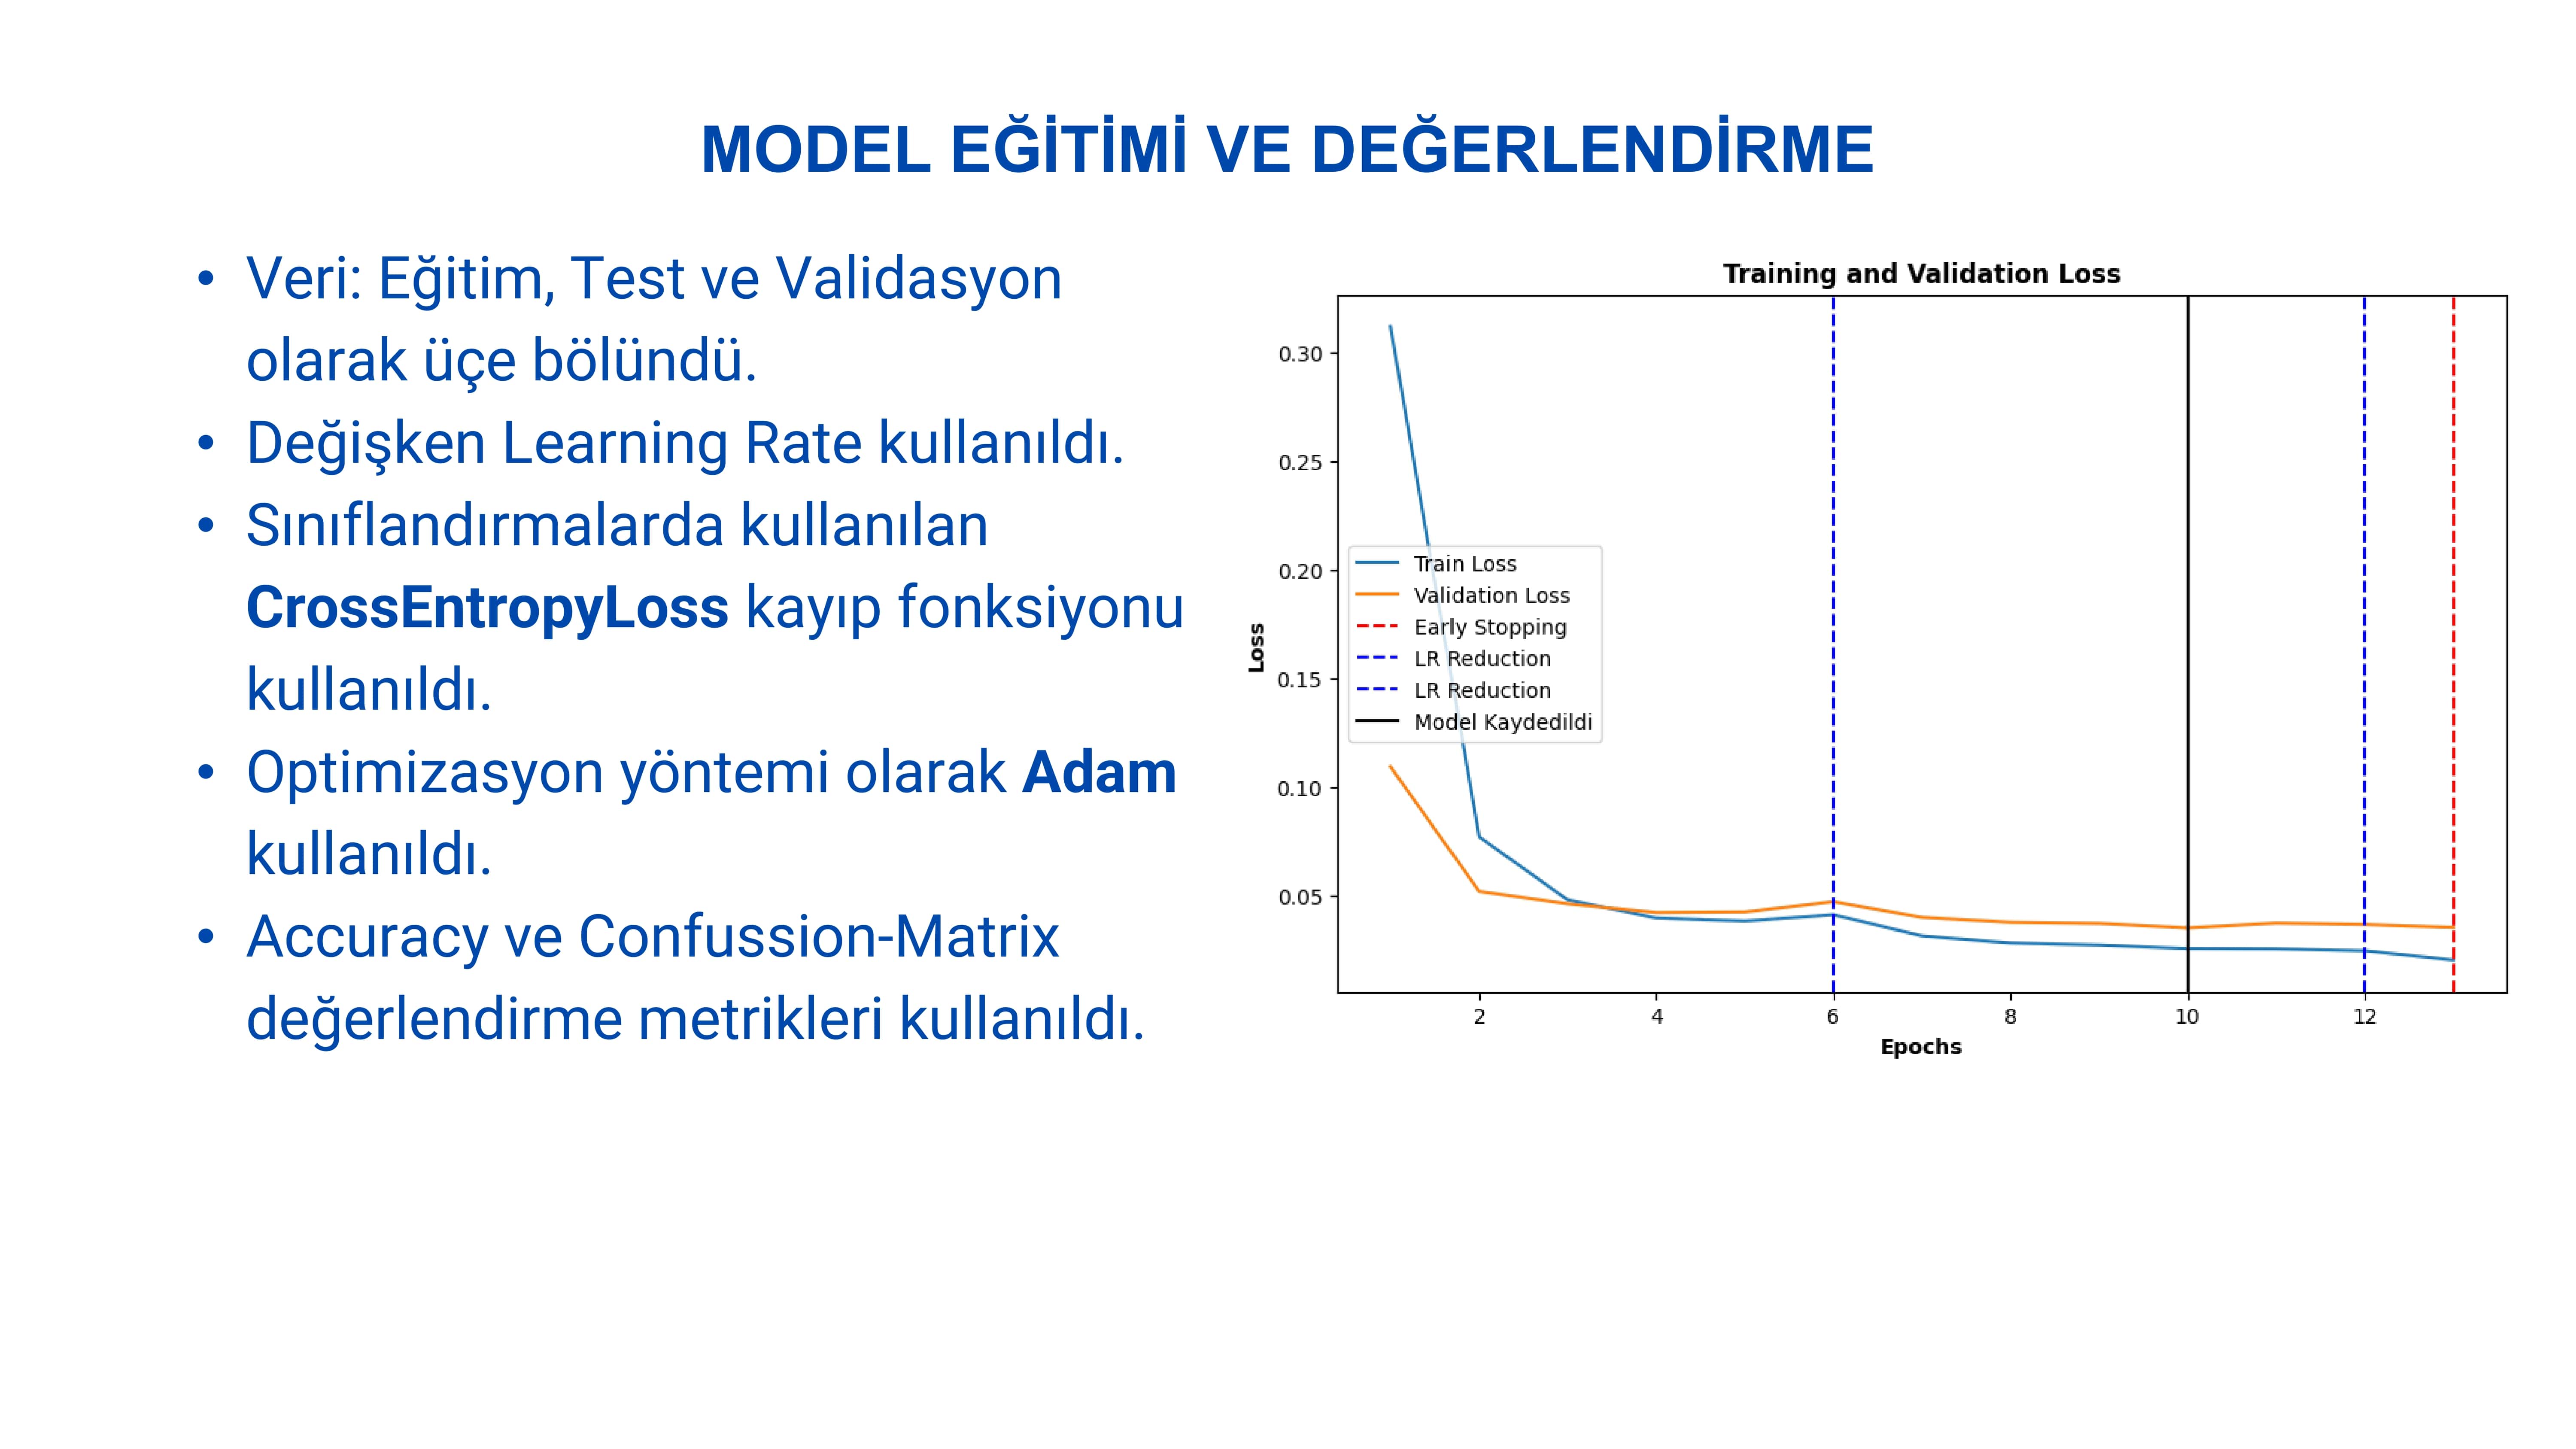 MODEL EĞİTİMİ VE DEĞERLENDİRME
• Veri: Eğitim, Test ve Validasyon
olarak üçe bölündü.
• Değişken Learning Rate kullanıldı.
• Sınıflandırmalarda kullanılan
CrossEntropyLoss kayıp fonksiyonu
kullanıldı.
• Optimizasyon yöntemi olarak Adam
kullanıldı.
• Accuracy ve Confussion-Matrix
değerlendirme metrikleri kullanıldı.
Training and Validation Loss
0.30
0.25
0.20
0.15
0.10
0.05
Loss
Train Loss
Validation Loss
Early Stopping
LR Reduction
LR Reduction
Model Kaydedildi
2 4 6 8 10 12
Epochs